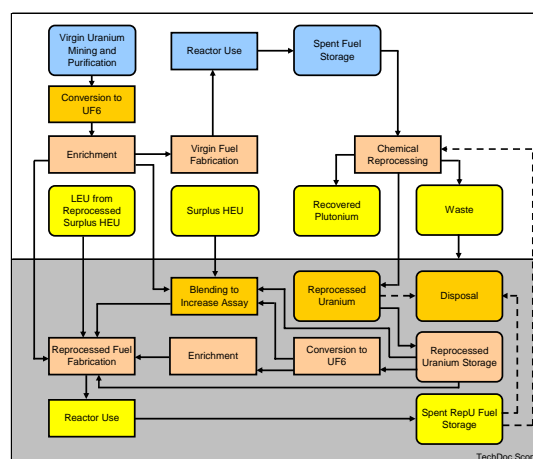 Virgin Uranium
Mining and
Purification
Reactor Use
Spent Fuel
Storage
Conversion to
UF6
Enrichment
Virgin Fuel
Fabrication
Chemical
Reprocessing
LEU from
Reprocessed
Surplus HEU
Surplus HEU
Recovered
Plutonium
Waste
Blending to
Increase Assay
Reprocessed
Uranium
Disposal
Reprocessed Fuel
Fabrication
Enrichment
Conversion to
UF6
Reprocessed
Uranium Storage
Reactor Use
Spent RepU Fuel
Storage
TechDoc